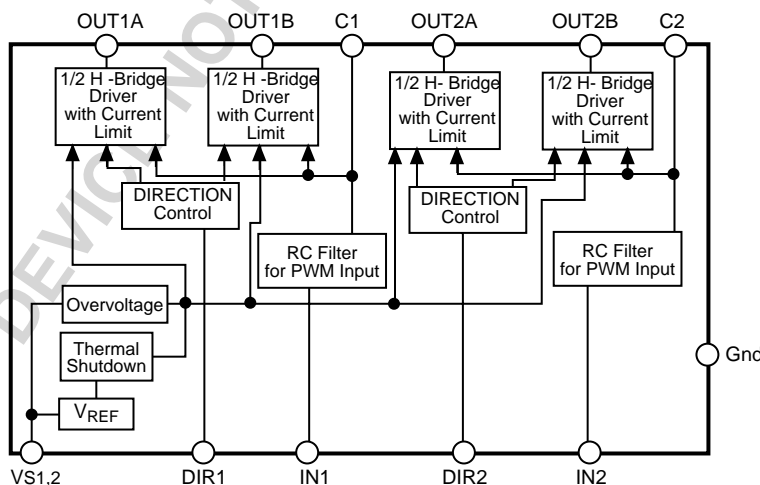 OUT1A OUT1B C1 OUT2A OUT2B C2
1/2 H -Bridge
Driver
with Current
Limit
1/2 H -Bridge
Driver
with Current
Limit
1/2 H- Bridge
Driver
with Current
Limit
1/2 H- Bridge
Driver
with Current
Limit
DIRECTION
Control
DIRECTION
Control
RC Filter
for PWM Input
RC Filter
for PWM Input
Overvoltage
Thermal
Shutdown
VREF
Gnd
VS1,2 DIR1 IN1 DIR2 IN2
DEVICE NOT